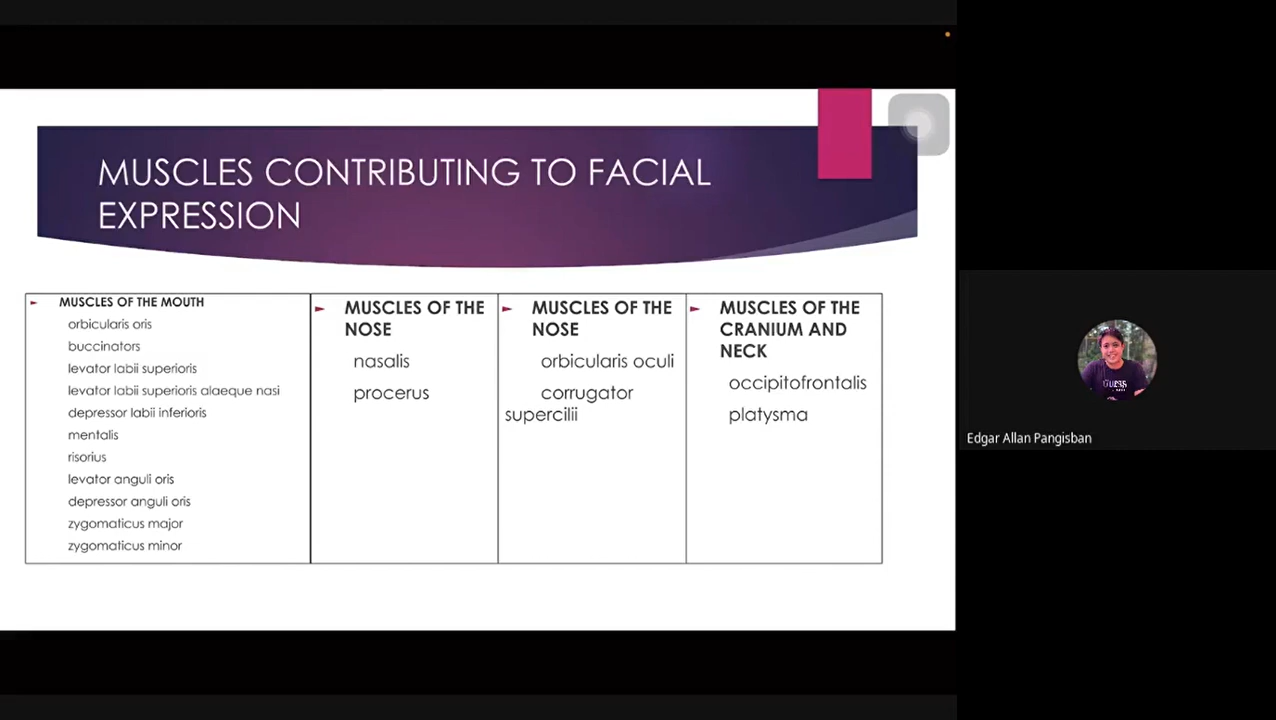 MUSCLES CONTRIBUTING TO FACIAL
EXPRESSION
MUSCLES OF THE MOUTH
orbicularis oris
buccinators
levator labii superioris
levator labii superioris alaeque nasi
depressor labii inferioris
mentalis
risorius
levator anguli oris
depressor anguli oris
zygomaticus major
zygomaticus minor
MUSCLES OF THE
NOSE
nasalis
procerus
MUSCLES OF THE
NOSE
orbicularis oculi
corrugator
supercilii
MUSCLES OF THE
CRANIUM AND
NECK
occipitofrontalis
platysma
Edgar Allan Pangisban